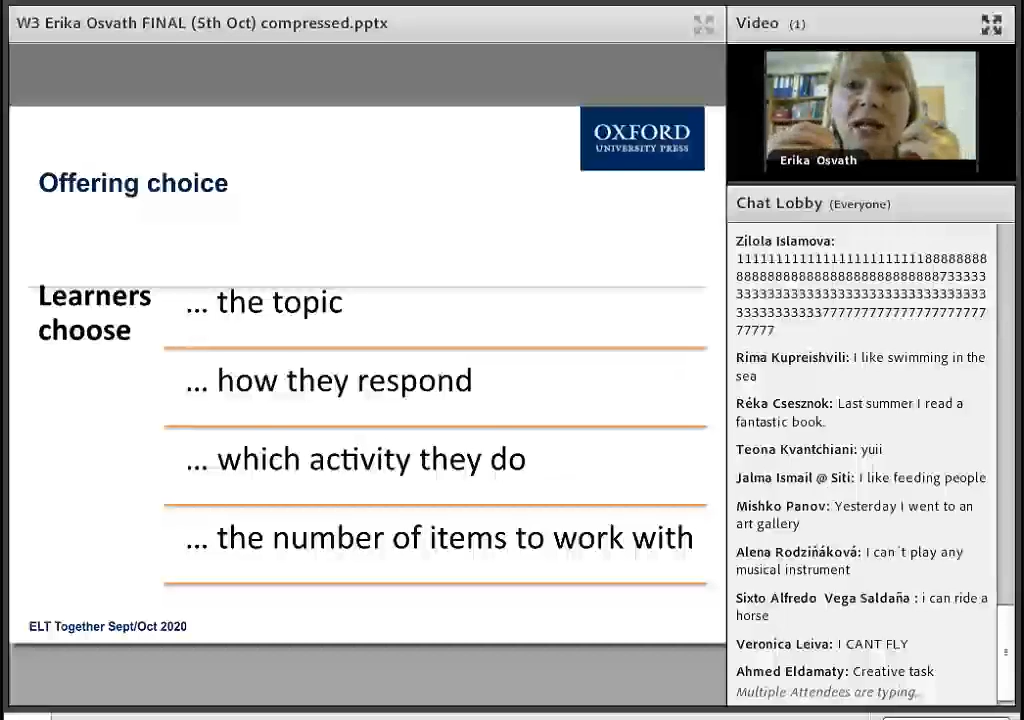 W3 Erika Osvath FINAL (5th Oct) compressed.pptx
OXFORD
UNIVERSITY PRESS
Offering choice
Learners
choose
... the topic
... how they respond
... which activity they do
... the number of items to work with
ELT Together Sept/Oct 2020
Video (1)
Erika Osvath
Chat Lobby (Everyone)
Zilola Islamova:
Rima Kupreishvili: I like swimming in the
sea
Réka Csesznok: Last summer I read a
fantastic book.
Teona Kvantchiani: yuii
Jalma Ismail @ Siti: I like feeding people
Mishko Panov: Yesterday I went to an
art gallery
Alena Rodziňáková: I can´t play any
musical instrument
Sixto Alfredo Vega Saldaña : i can ride a
horse
Veronica Leiva: I CANT FLY
Ahmed Eldamaty: Creative task
Multiple Attendees are typing.